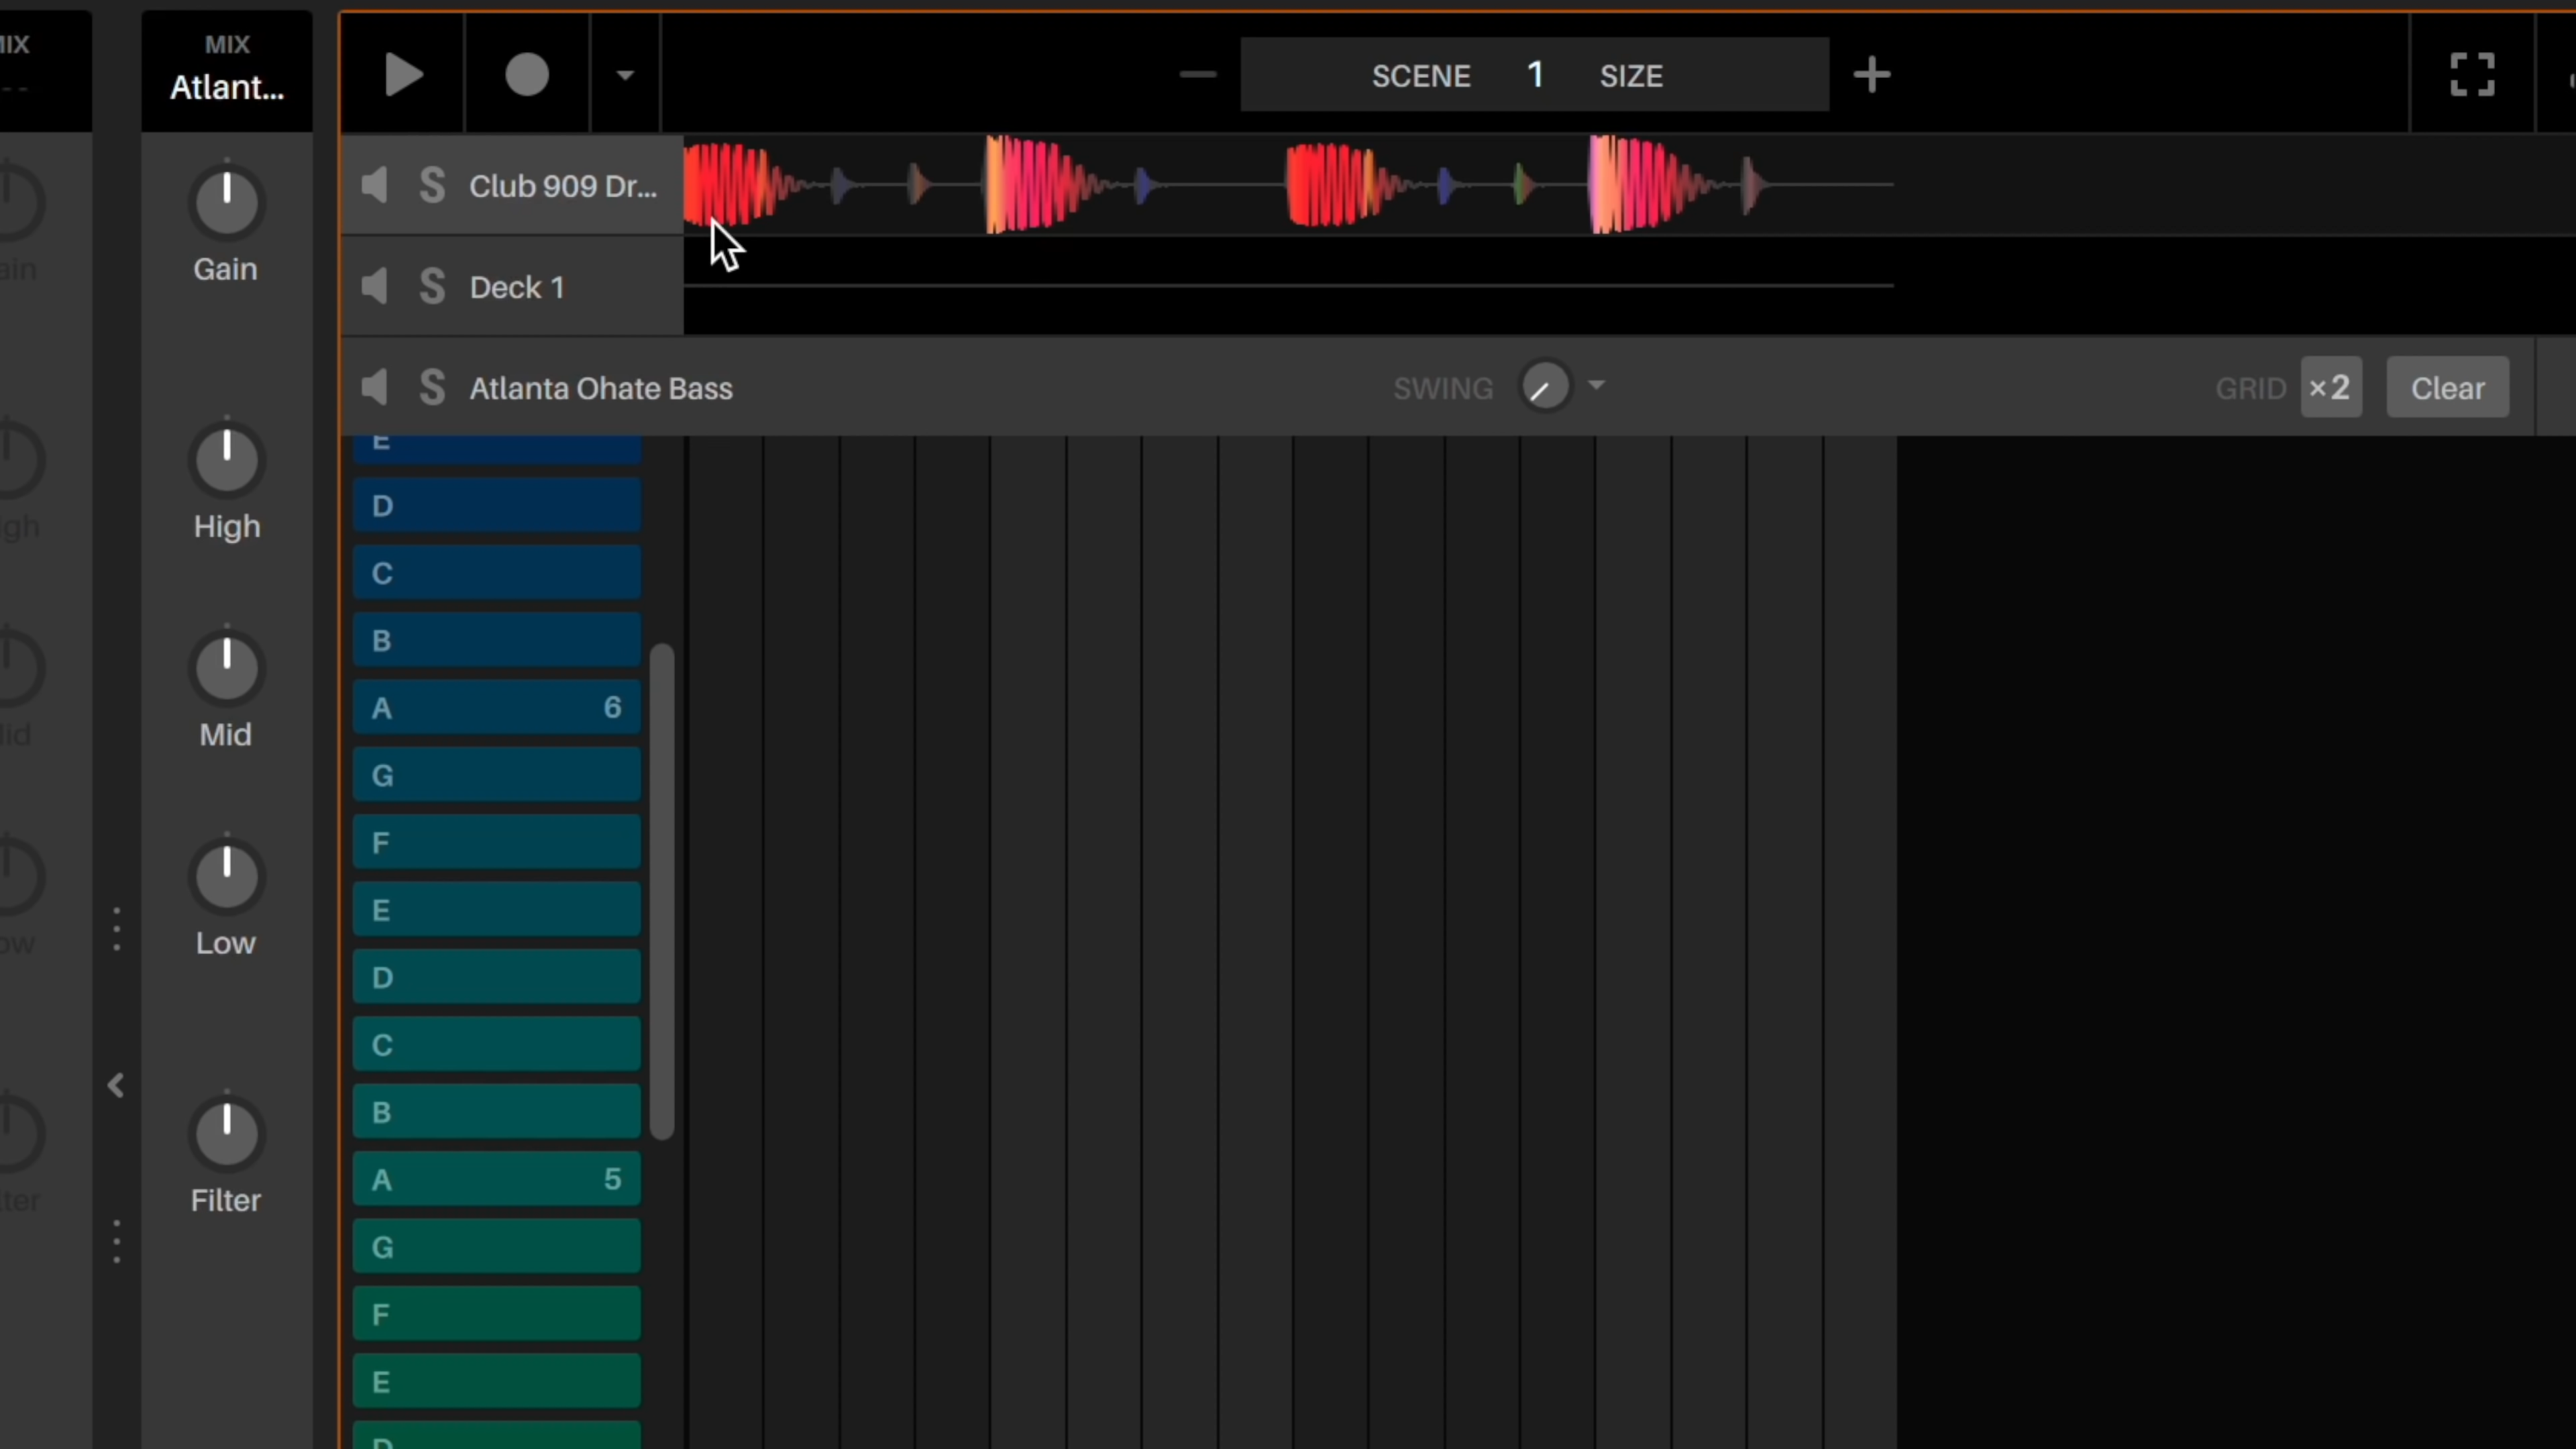 MIX
Atlant...
Gain
High
Mid
Low
Filter
SCENE 1 SIZE
S Club 909 Dr...
S Deck 1
S Atlanta Ohate Bass
SWING
GRID ×2 Clear
E
D
C
B
A 6
G
F
E
D
C
B
A 5
G
F
E
D